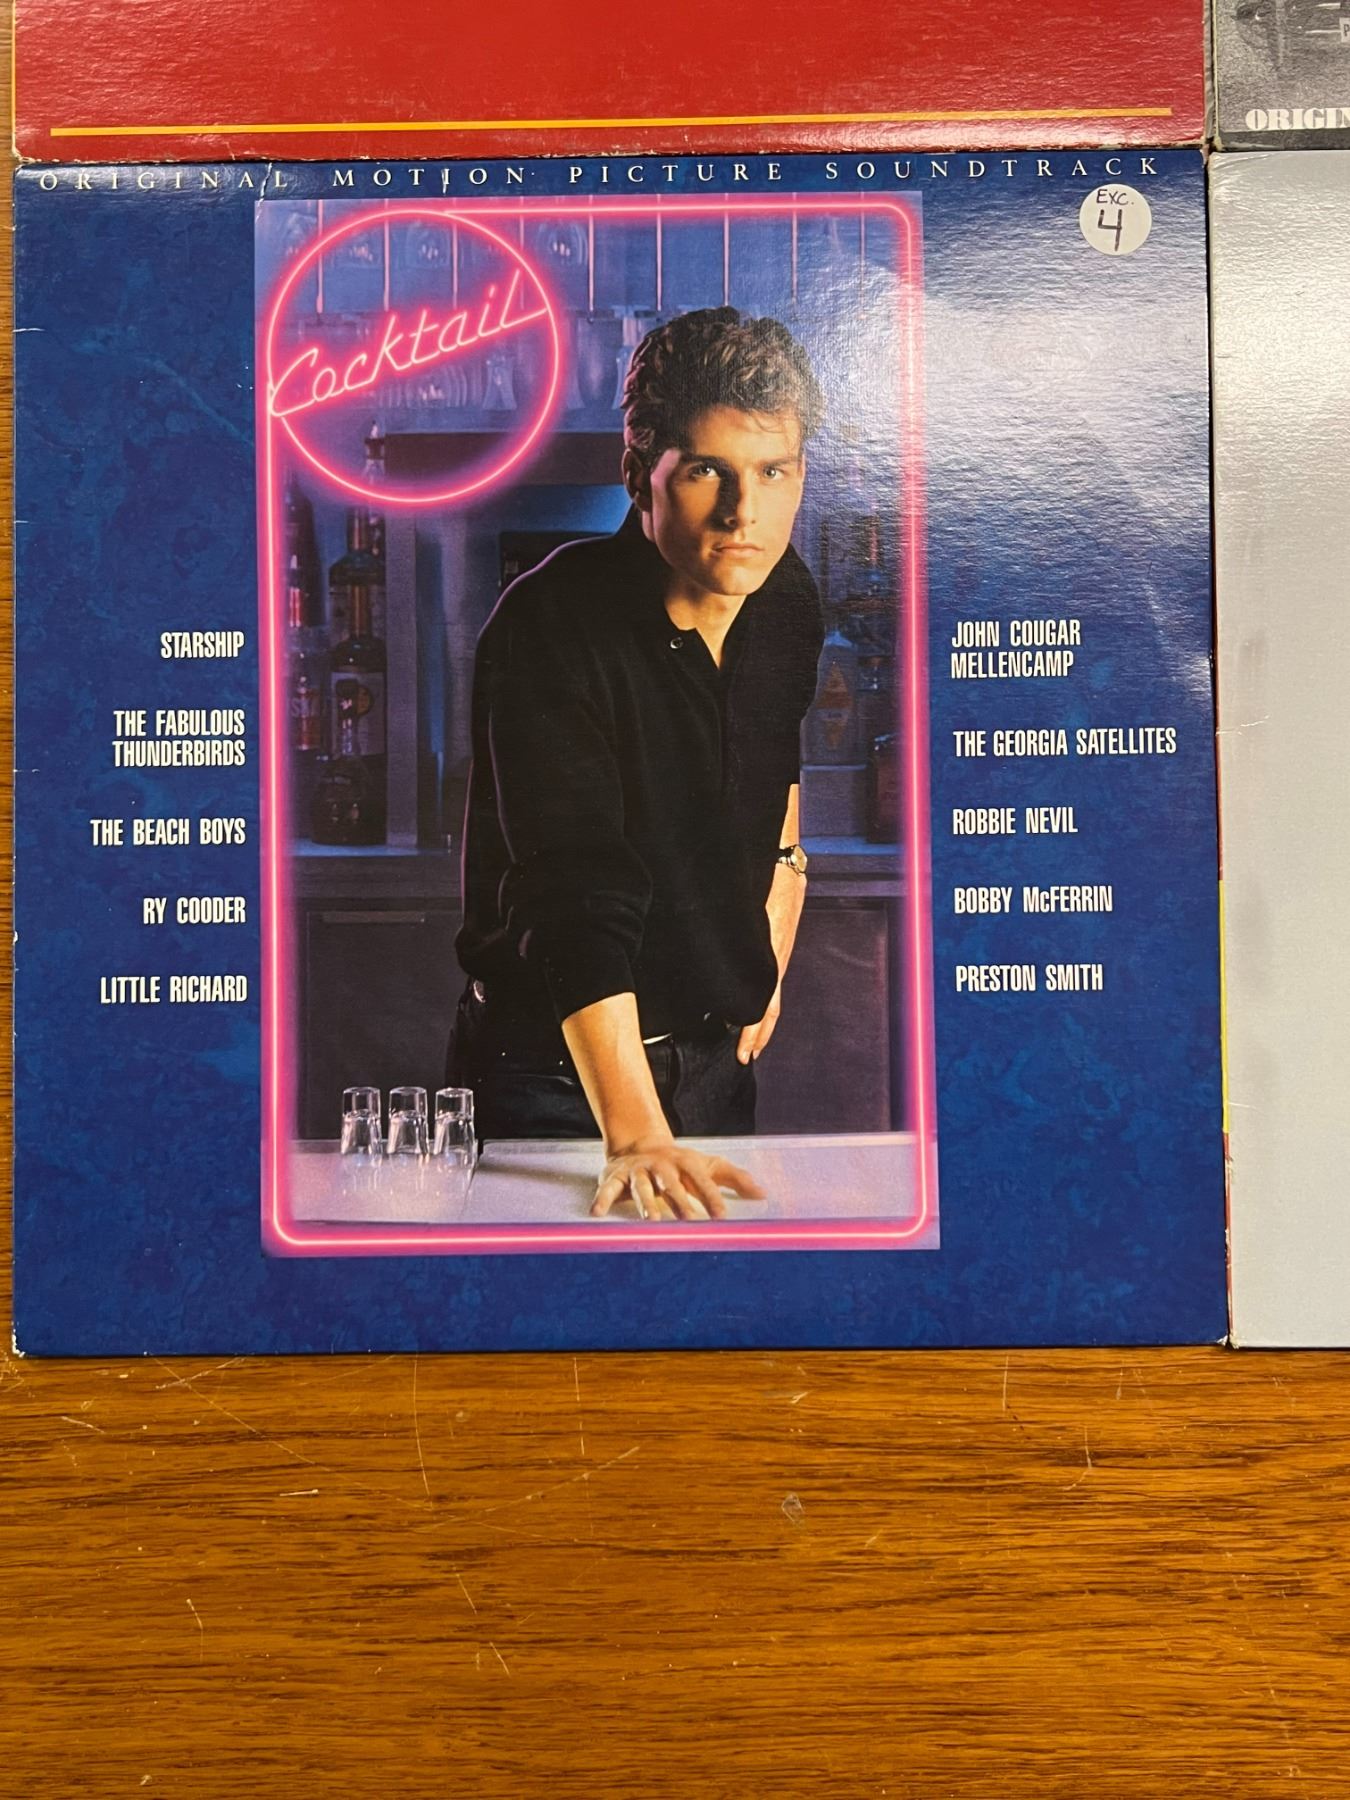 ORIGIN
ORIGINAL MOTION PICTURE SOUNDTRACK
EXC.
4
Cocktail
STARSHIP
THE FABULOUS
THUNDERBIRDS
THE BEACH BOYS
RY COODER
LITTLE RICHARD
JOHN COUGAR
MELLENCAMP
THE GEORGIA SATELLITES
ROBBIE NEVIL
BOBBY McFERRIN
PRESTON SMITH